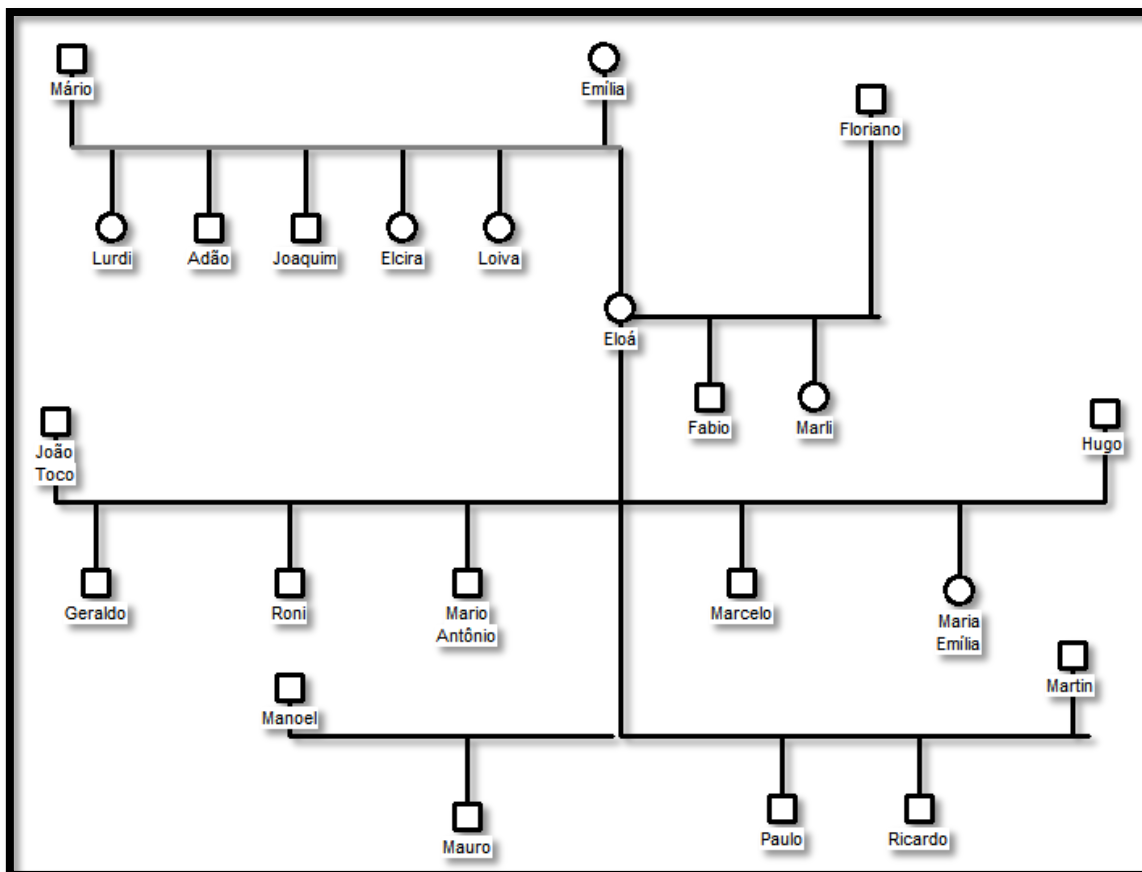 Mário
Emília
Floriano
Lurdi
Adão
Joaquim
Elcira
Loiva
Eloá
Fabio
Marli
João
Toco
Hugo
Geraldo
Roni
Mario
Antônio
Marcelo
Maria
Emília
Manoel
Martin
Mauro
Paulo
Ricardo